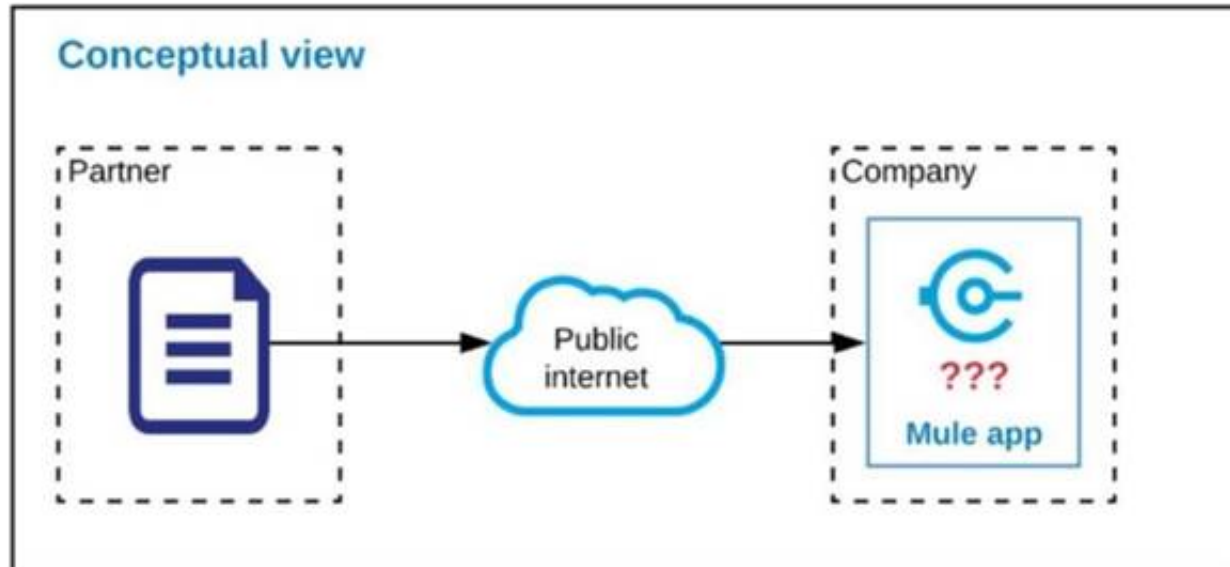 Conceptual view
Partner
Company
Public
internet
???
Mule app